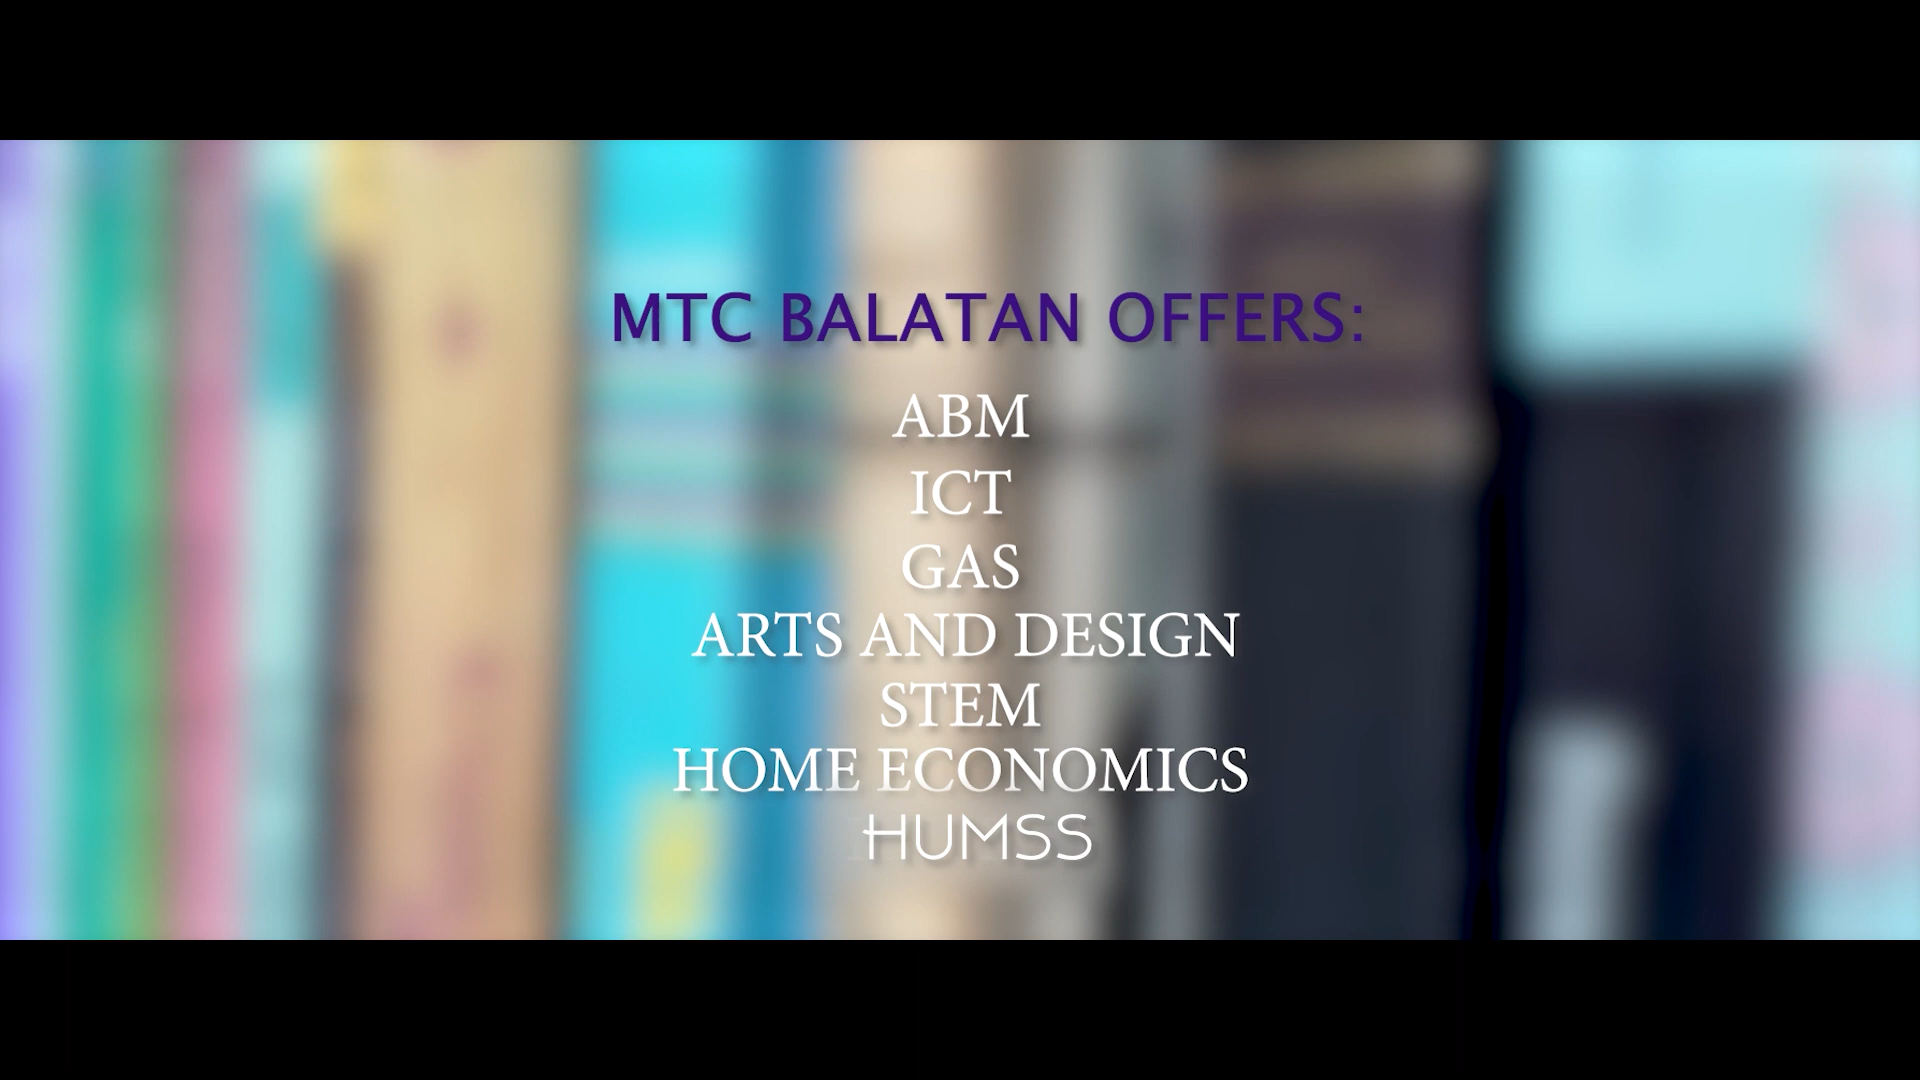 MTC BALATAN OFFERS:
ABM
ICT
GAS
ARTS AND DESIGN
STEM
HOME ECONOMICS
HUMSS